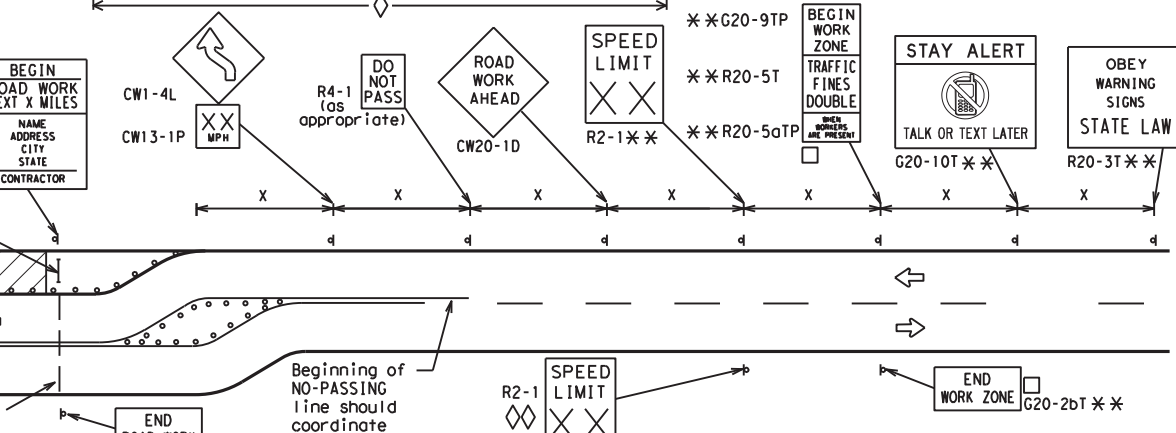 BEGIN
ROAD WORK
NEXT X MILES
NAME
ADDRESS
CITY
STATE
CONTRACTOR
CW1-4L
CW13-1P
XX
MPH
R4-1
(as
appropriate)
DO
NOT
PASS
ROAD
WORK
AHEAD
CW20-1D
SPEED
LIMIT
XX
R2-1**
**G20-9TP
**R20-5T
**R20-5aTP
BEGIN
WORK
ZONE
TRAFFIC
FINES
DOUBLE
WHEN
WORKERS
ARE PRESENT
STAY ALERT
TALK OR TEXT LATER
G20-10T**
OBEY
WARNING
SIGNS
STATE LAW
R20-3T**
X X X X X X X
Beginning of
NO-PASSING
line should
coordinate
R2-1
SPEED
LIMIT
XX
END
WORK ZONE
G20-2bT**
END
ROAD WORK